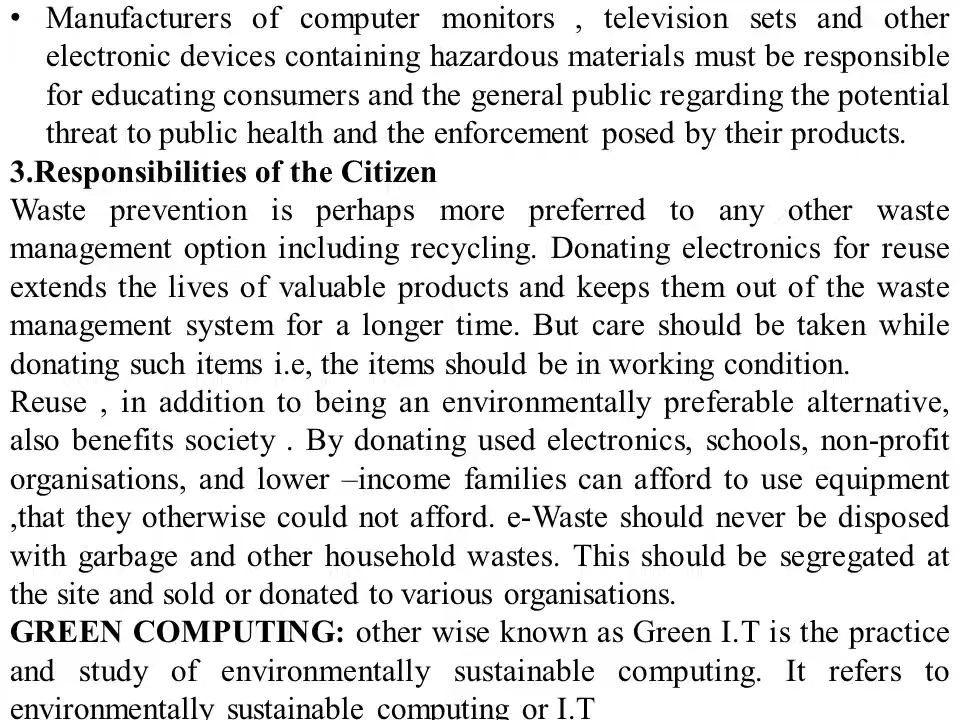 • Manufacturers of computer monitors , television sets and other
electronic devices containing hazardous materials must be responsible
for educating consumers and the general public regarding the potential
threat to public health and the enforcement posed by their products.
3.Responsibilities of the Citizen
Waste prevention is perhaps more preferred to any other waste
management option including recycling. Donating electronics for reuse
extends the lives of valuable products and keeps them out of the waste
management system for a longer time. But care should be taken while
donating such items i.e, the items should be in working condition.
Reuse , in addition to being an environmentally preferable alternative,
also benefits society . By donating used electronics, schools, non-profit
organisations, and lower –income families can afford to use equipment
,that they otherwise could not afford. e-Waste should never be disposed
with garbage and other household wastes. This should be segregated at
the site and sold or donated to various organisations.
GREEN COMPUTING: other wise known as Green I.T is the practice
and study of environmentally sustainable computing. It refers to
environmentally sustainable computing or I.T